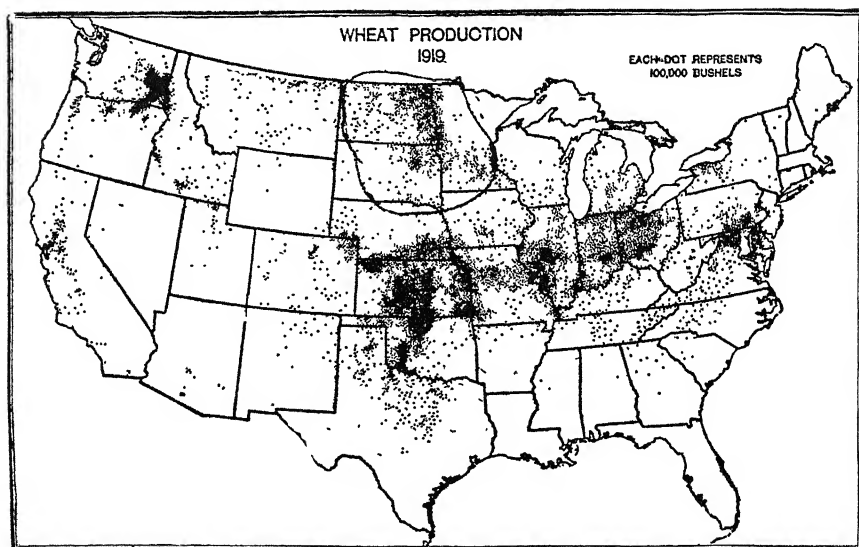 WHEAT PRODUCTION
1919
EACH DOT REPRESENTS
100,000 BUSHELS